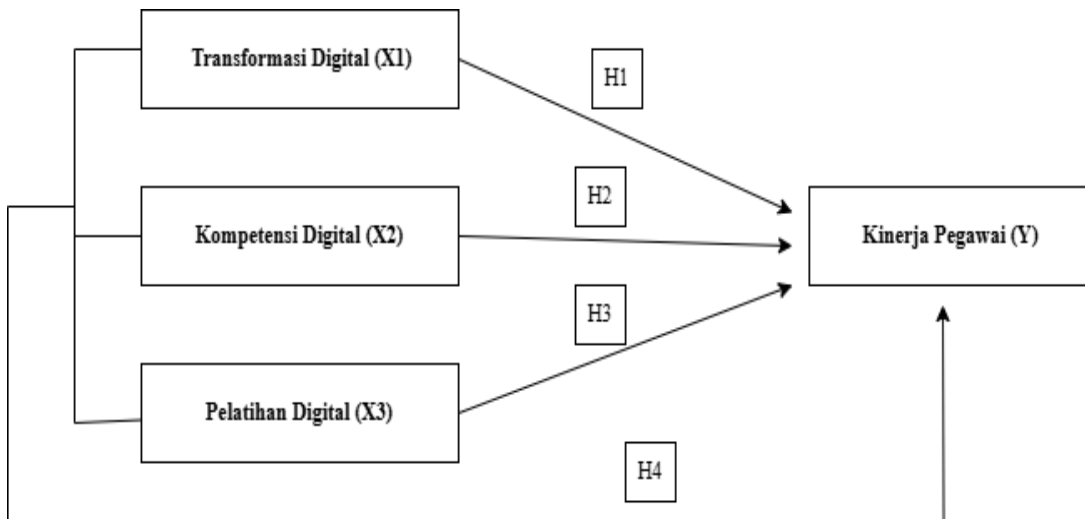 Transformasi Digital (X1)
H1
H2
Kompetensi Digital (X2)
Kinerja Pegawai (Y)
H3
Pelatihan Digital (X3)
H4